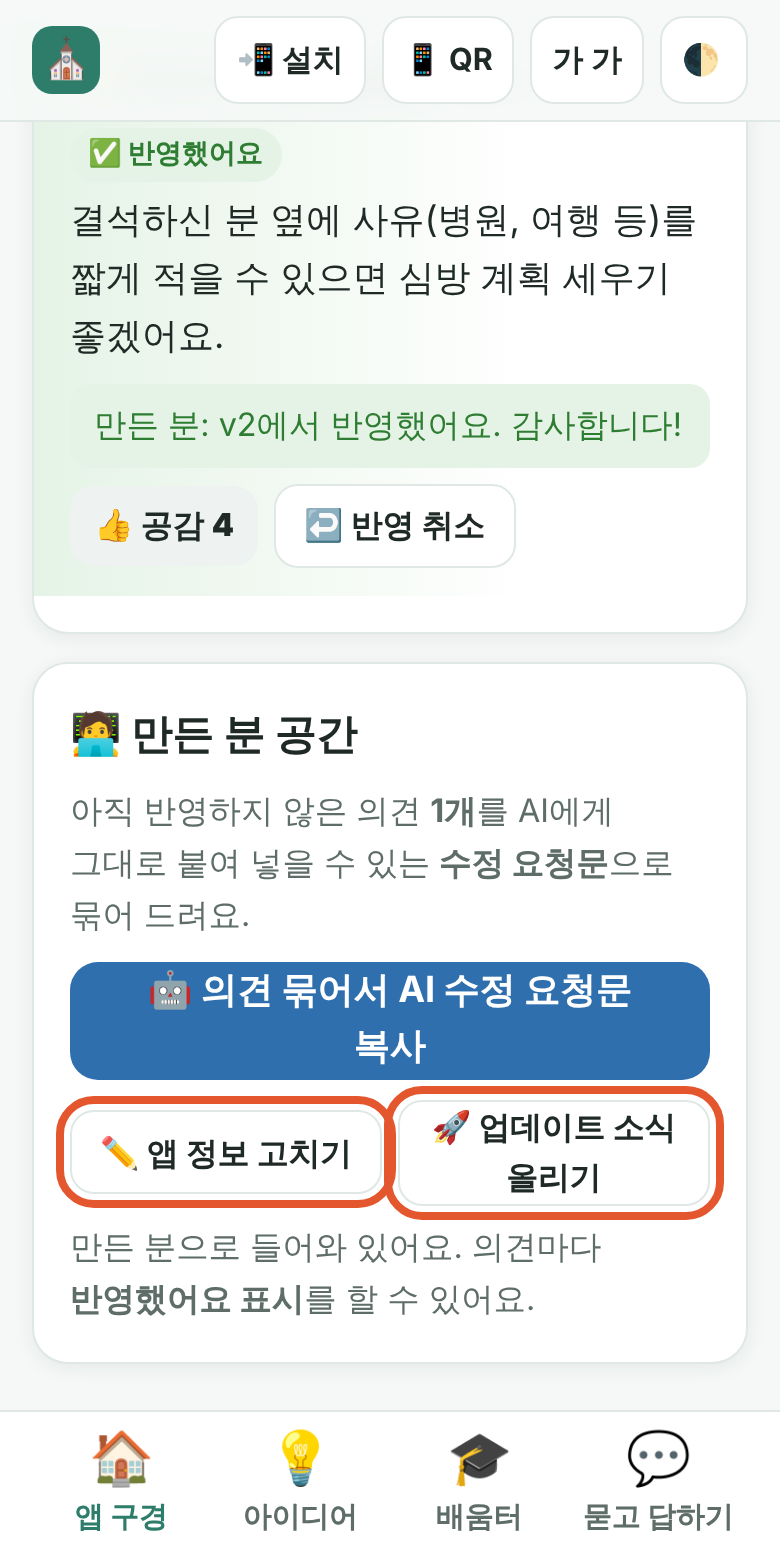 📲 설치
📱 QR
가 가
✅ 반영했어요
결석하신 분 옆에 사유(병원, 여행 등)를
짧게 적을 수 있으면 심방 계획 세우기
좋겠어요.
만든 분: v2에서 반영했어요. 감사합니다!
👍 공감 4
↩️ 반영 취소
🧑‍💻 만든 분 공간
아직 반영하지 않은 의견 1개를 AI에게
그대로 붙여 넣을 수 있는 수정 요청문으로
묶어 드려요.
🤖 의견 묶어서 AI 수정 요청문
복사
✏️ 앱 정보 고치기
🚀 업데이트 소식
올리기
만든 분으로 들어와 있어요. 의견마다
반영했어요 표시를 할 수 있어요.
앱 구경
아이디어
배움터
묻고 답하기